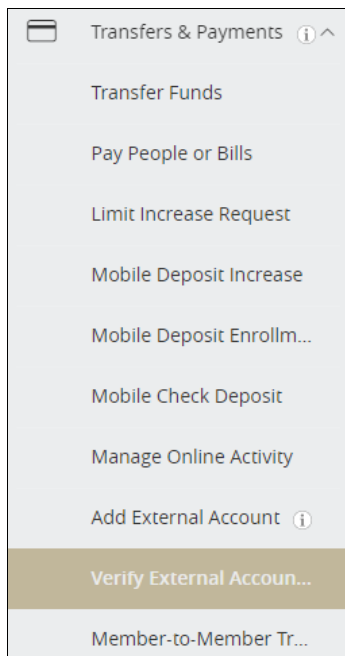 Transfers & Payments
Transfer Funds
Pay People or Bills
Limit Increase Request
Mobile Deposit Increase
Mobile Deposit Enrollm...
Mobile Check Deposit
Manage Online Activity
Add External Account
Verify External Accoun...
Member-to-Member Tr...